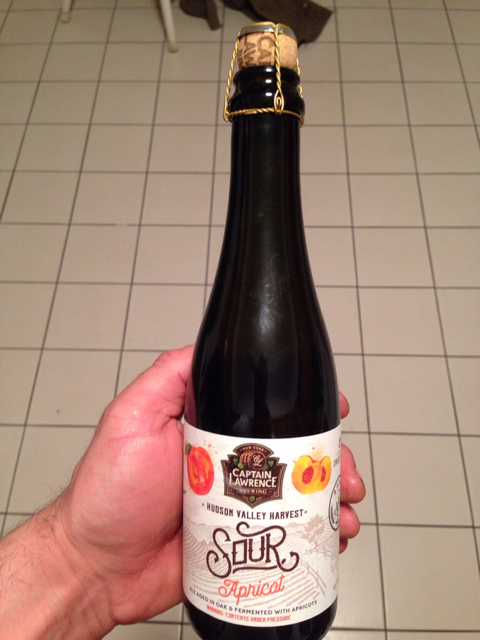 NEW YORK
CAPTAIN
LAWRENCE
BREWING
HUDSON VALLEY HARVEST
SOUR
Apricot
ALE AGED IN OAK & FERMENTED WITH APRICOTS
WARNING: CONTENTS UNDER PRESSURE